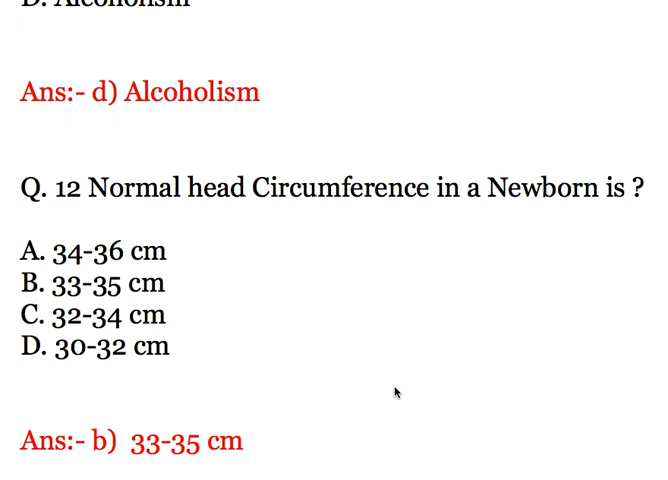 D. Alcoholism
Ans:- d) Alcoholism
Q. 12 Normal head Circumference in a Newborn is ?
A. 34-36 cm
B. 33-35 cm
C. 32-34 cm
D. 30-32 cm
Ans:- b)  33-35 cm